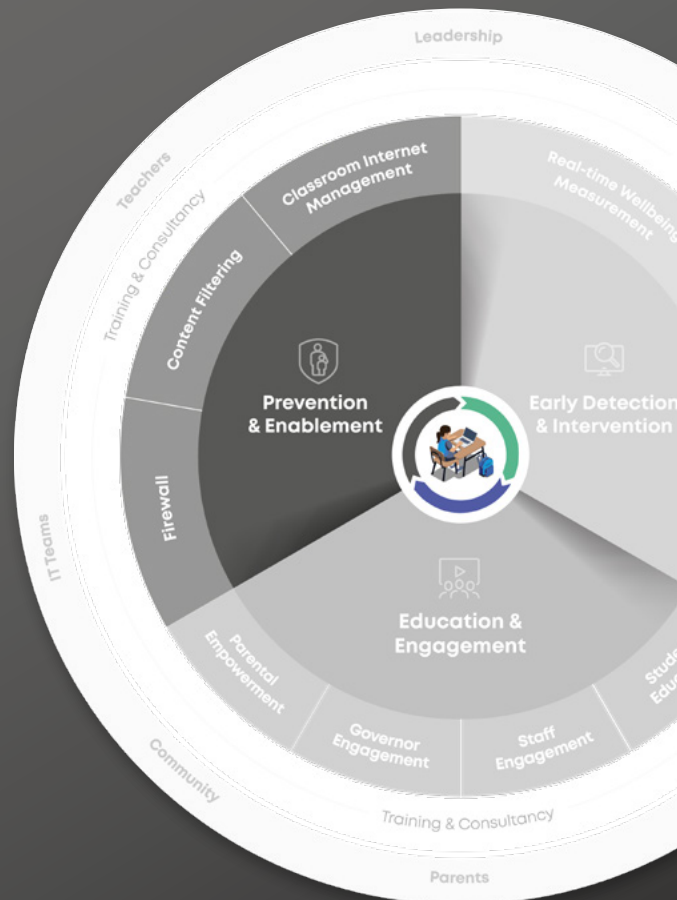 Leadership
Teachers
Training & Consultancy
Classroom Internet
Management
Real-time Wellbeing
Measurement
Content Filtering
Prevention
& Enablement
Early Detection
& Intervention
Firewall
IT Teams
Education &
Engagement
Parental
Empowerment
Governor
Engagement
Staff
Engagement
Community
Training & Consultancy
Parents